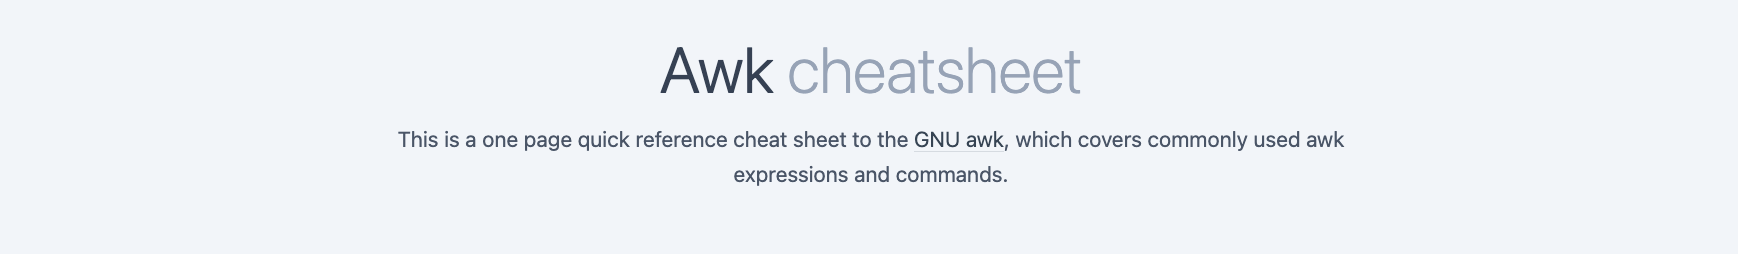 Awk cheatsheet
This is a one page quick reference cheat sheet to the GNU awk, which covers commonly used awk
expressions and commands.